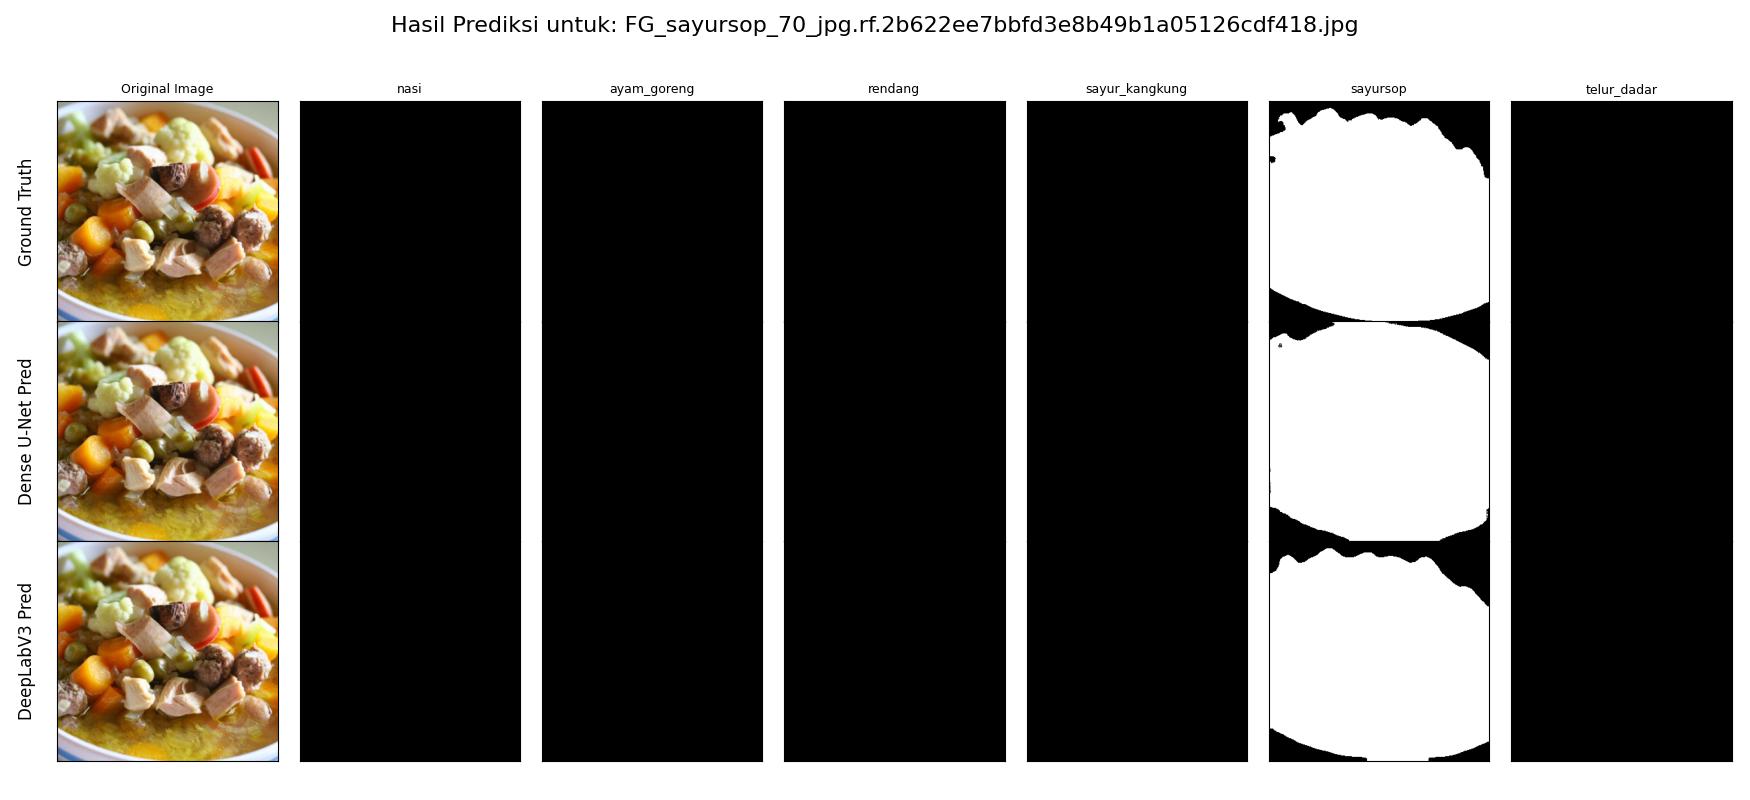 Hasil Prediksi untuk: FG_sayursop_70_jpg.rf.2b622ee7bbfd3e8b49b1a05126cdf418.jpg
Original Image
nasi
ayam_goreng
rendang
sayur_kangkung
sayursop
telur_dadar
Ground Truth
Dense U-Net Pred
DeepLabV3 Pred